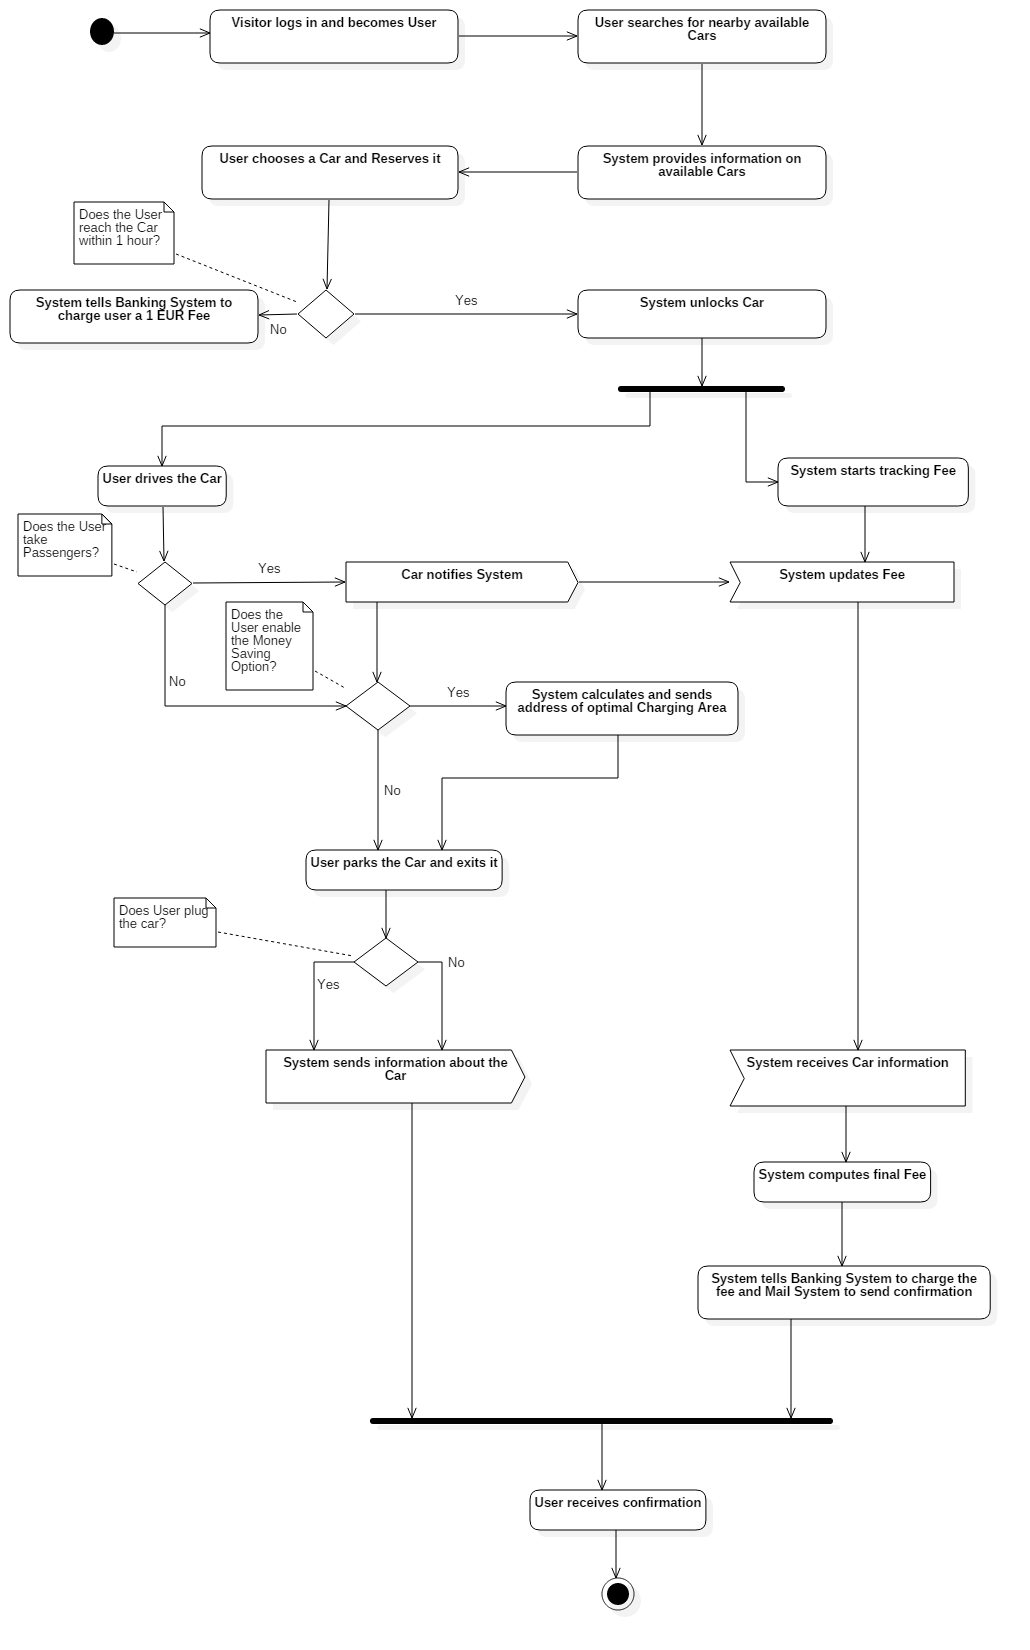 Visitor logs in and becomes User
User searches for nearby available
Cars
User chooses a Car and Reserves it
System provides information on
available Cars
Does the User
reach the Car
within 1 hour?
System tells Banking System to
charge user a 1 EUR Fee
No
Yes
System unlocks Car
User drives the Car
System starts tracking Fee
Does the User
take
Passengers?
Yes
Car notifies System
System updates Fee
Does the
User enable
the Money
Saving
Option?
No
Yes
System calculates and sends
address of optimal Charging Area
No
User parks the Car and exits it
Does User plug
the car?
Yes
No
System sends information about the
Car
System receives Car information
System computes final Fee
System tells Banking System to charge the
fee and Mail System to send confirmation
User receives confirmation